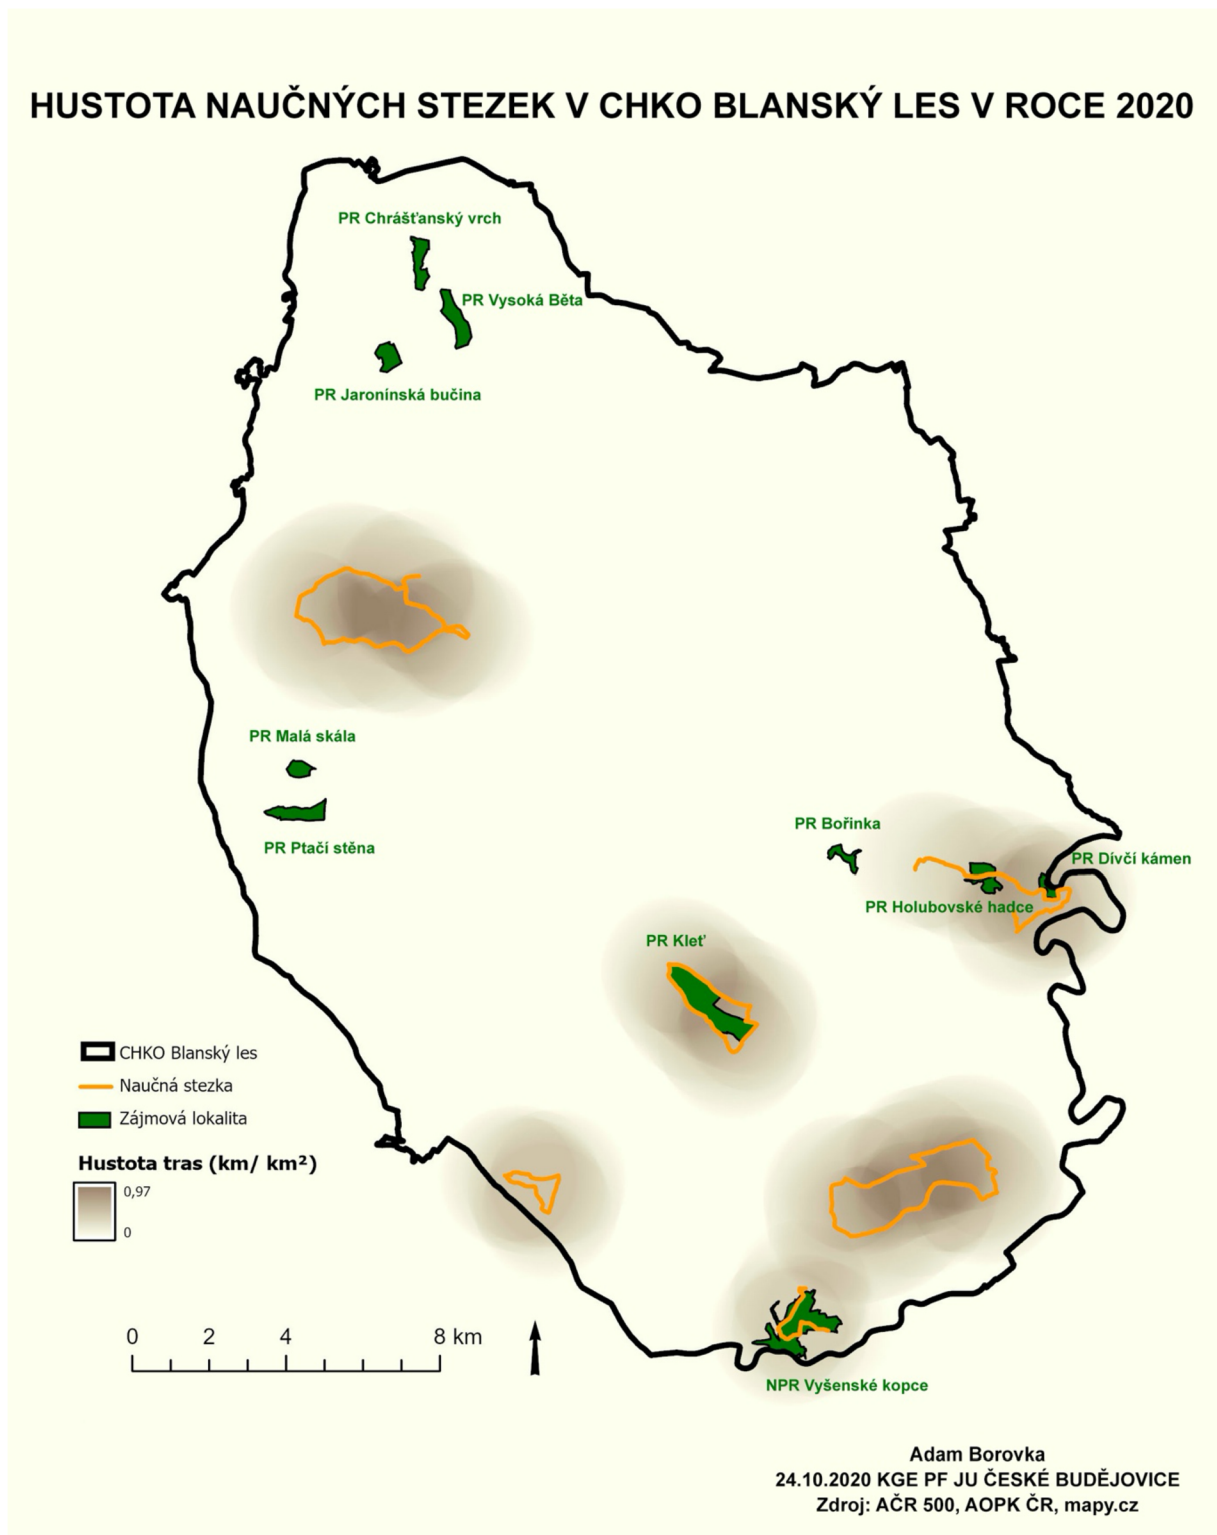 HUSTOTA NAUČNÝCH STEZEK V CHKO BLANSKÝ LES V ROCE 2020
PR Chrášťanský vrch
PR Vysoká Běta
PR Jaronínská bučina
PR Malá skála
PR Ptačí stěna
PR Bořinka
PR Dívčí kámen
PR Holubovské hadce
PR Kleť
CHKO Blanský les
Naučná stezka
Zájmová lokalita
Hustota tras (km/ km²)
0,97
0
0 2 4 8 km
NPR Vyšenské kopce
Adam Borovka
24.10.2020 KGE PF JU ČESKÉ BUDĚJOVICE
Zdroj: AČR 500, AOPK ČR, mapy.cz